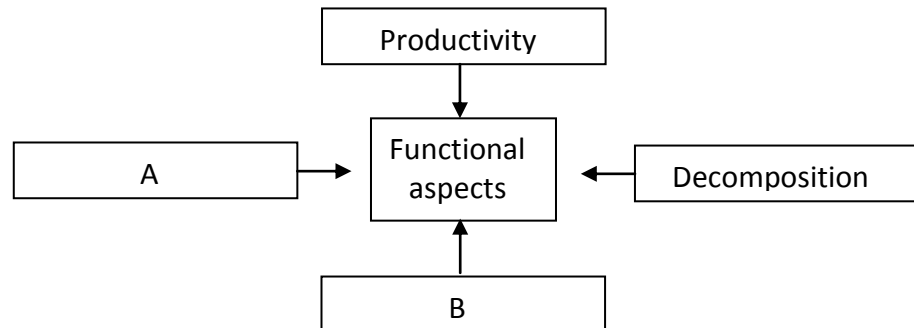 Productivity
A
Functional
aspects
Decomposition
B